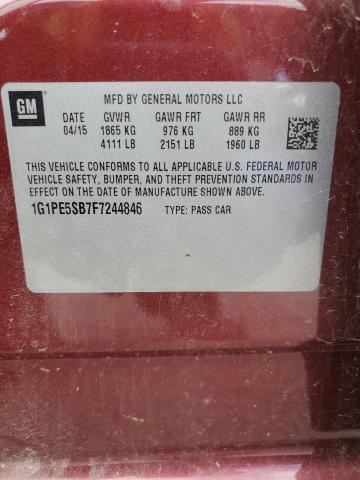 GM
MFD BY GENERAL MOTORS LLC
DATE GVWR GAWR FRT GAWR RR
04/15 1865 KG 976 KG 889 KG
4111 LB 2151 LB 1960 LB
THIS VEHICLE CONFORMS TO ALL APPLICABLE U.S. FEDERAL MOTOR
VEHICLE SAFETY, BUMPER, AND THEFT PREVENTION STANDARDS IN
EFFECT ON THE DATE OF MANUFACTURE SHOWN ABOVE.
1G1PE5SB7F7244846 TYPE: PASS CAR